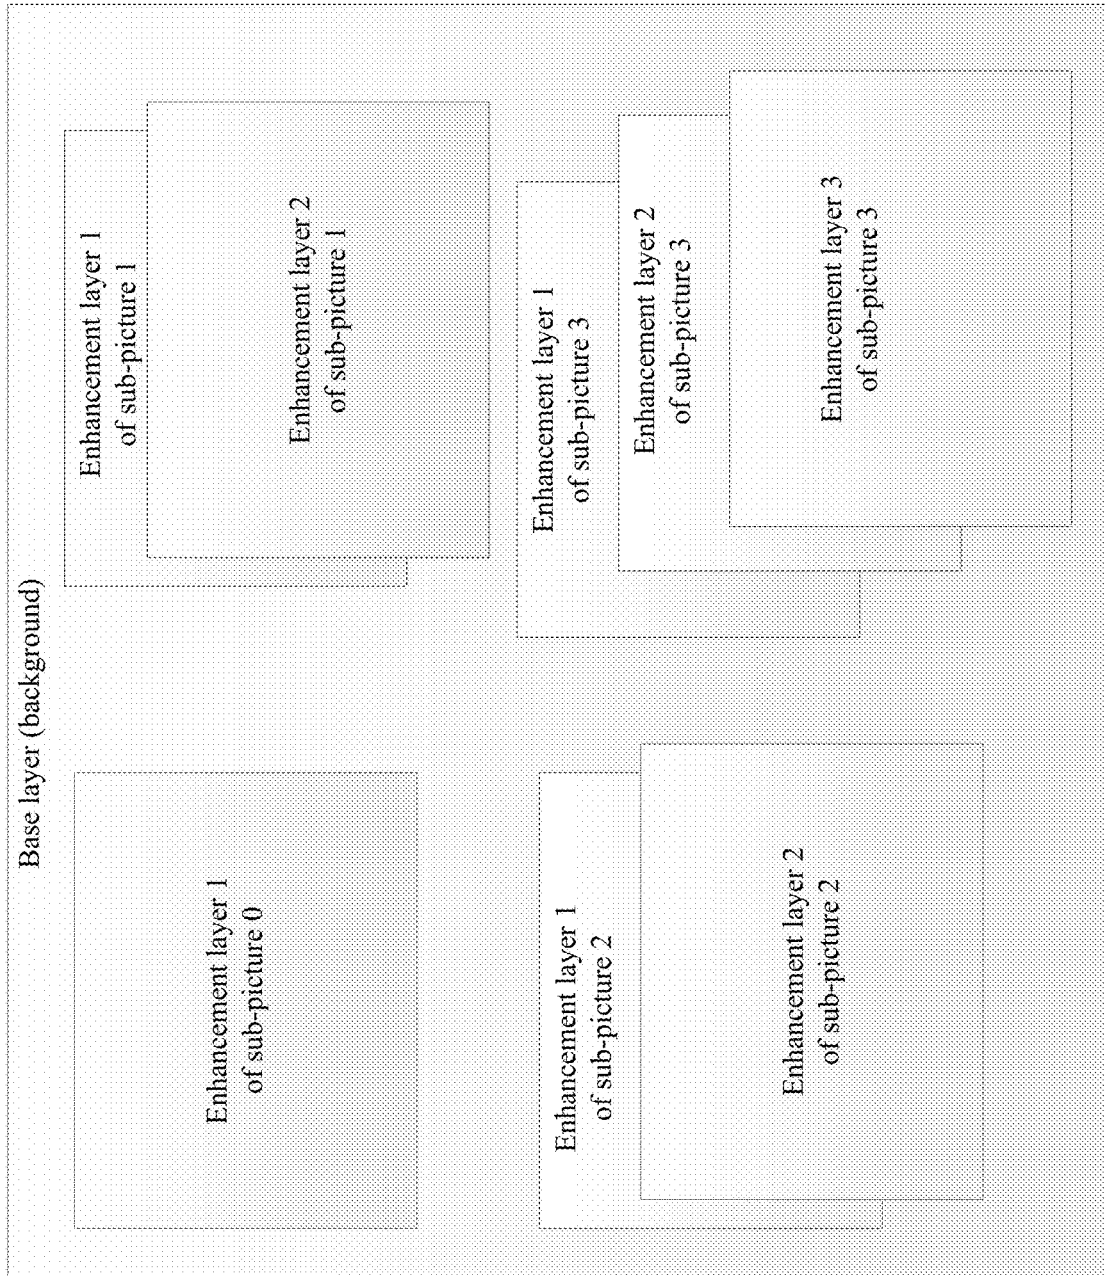 Base layer (background)
Enhancement layer 1
of sub-picture 0
Enhancement layer 1
of sub-picture 1
Enhancement layer 2
of sub-picture 1
Enhancement layer 1
of sub-picture 2
Enhancement layer 2
of sub-picture 2
Enhancement layer 1
of sub-picture 3
Enhancement layer 2
of sub-picture 3
Enhancement layer 3
of sub-picture 3